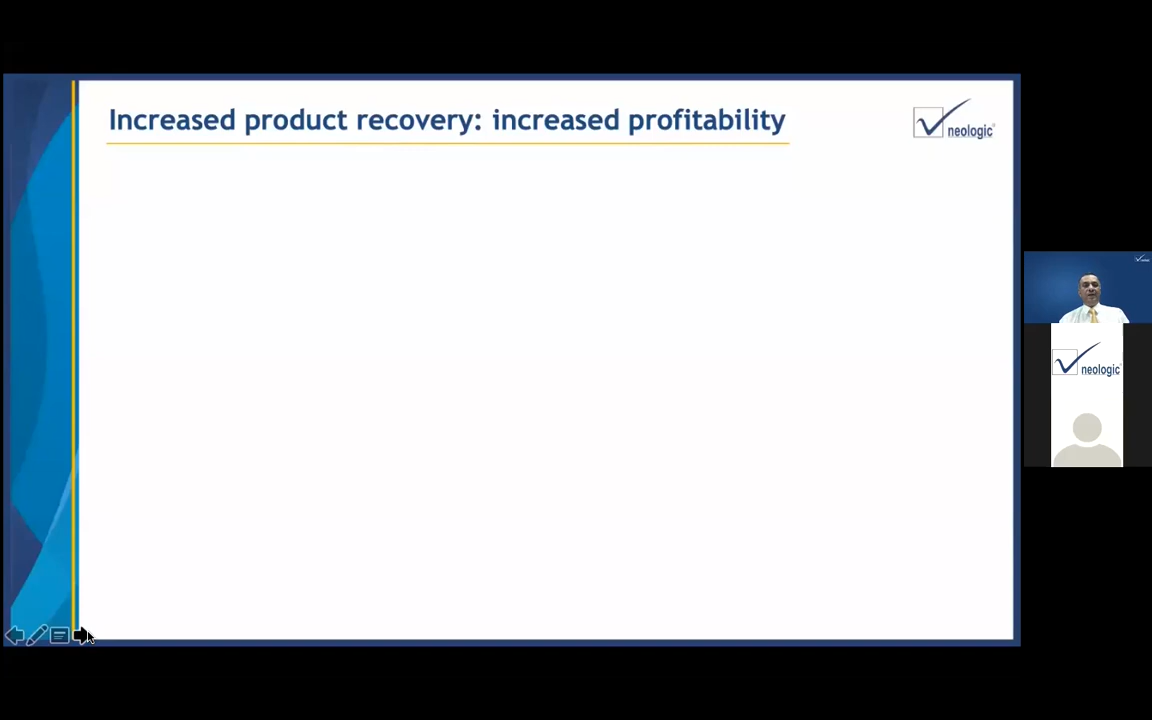 Increased product recovery: increased profitability
neologic
neologic